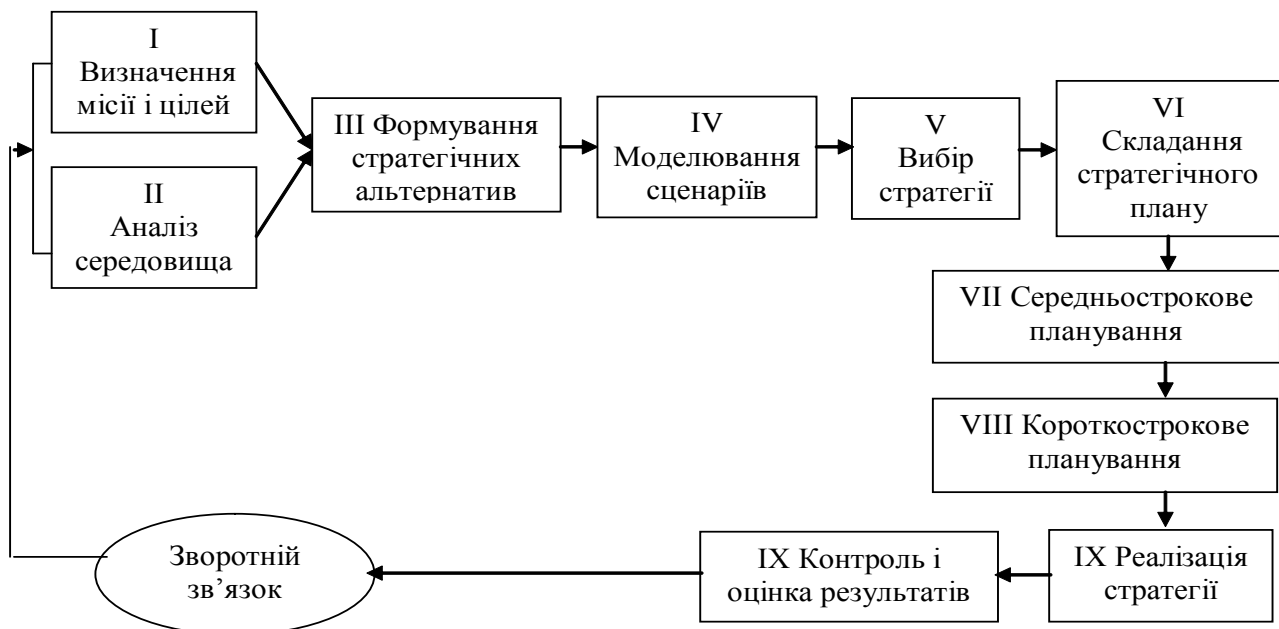 I
Визначення
місії і цілей
II
Аналіз
середовища
III Формування
стратегічних
альтернатив
IV
Моделювання
сценаріїв
V
Вибір
стратегії
VI
Складання
стратегічного
плану
VII Середньострокове
планування
VIII Короткострокове
планування
IX Реалізація
стратегії
IX Контроль і
оцінка результатів
Зворотній
зв’язок